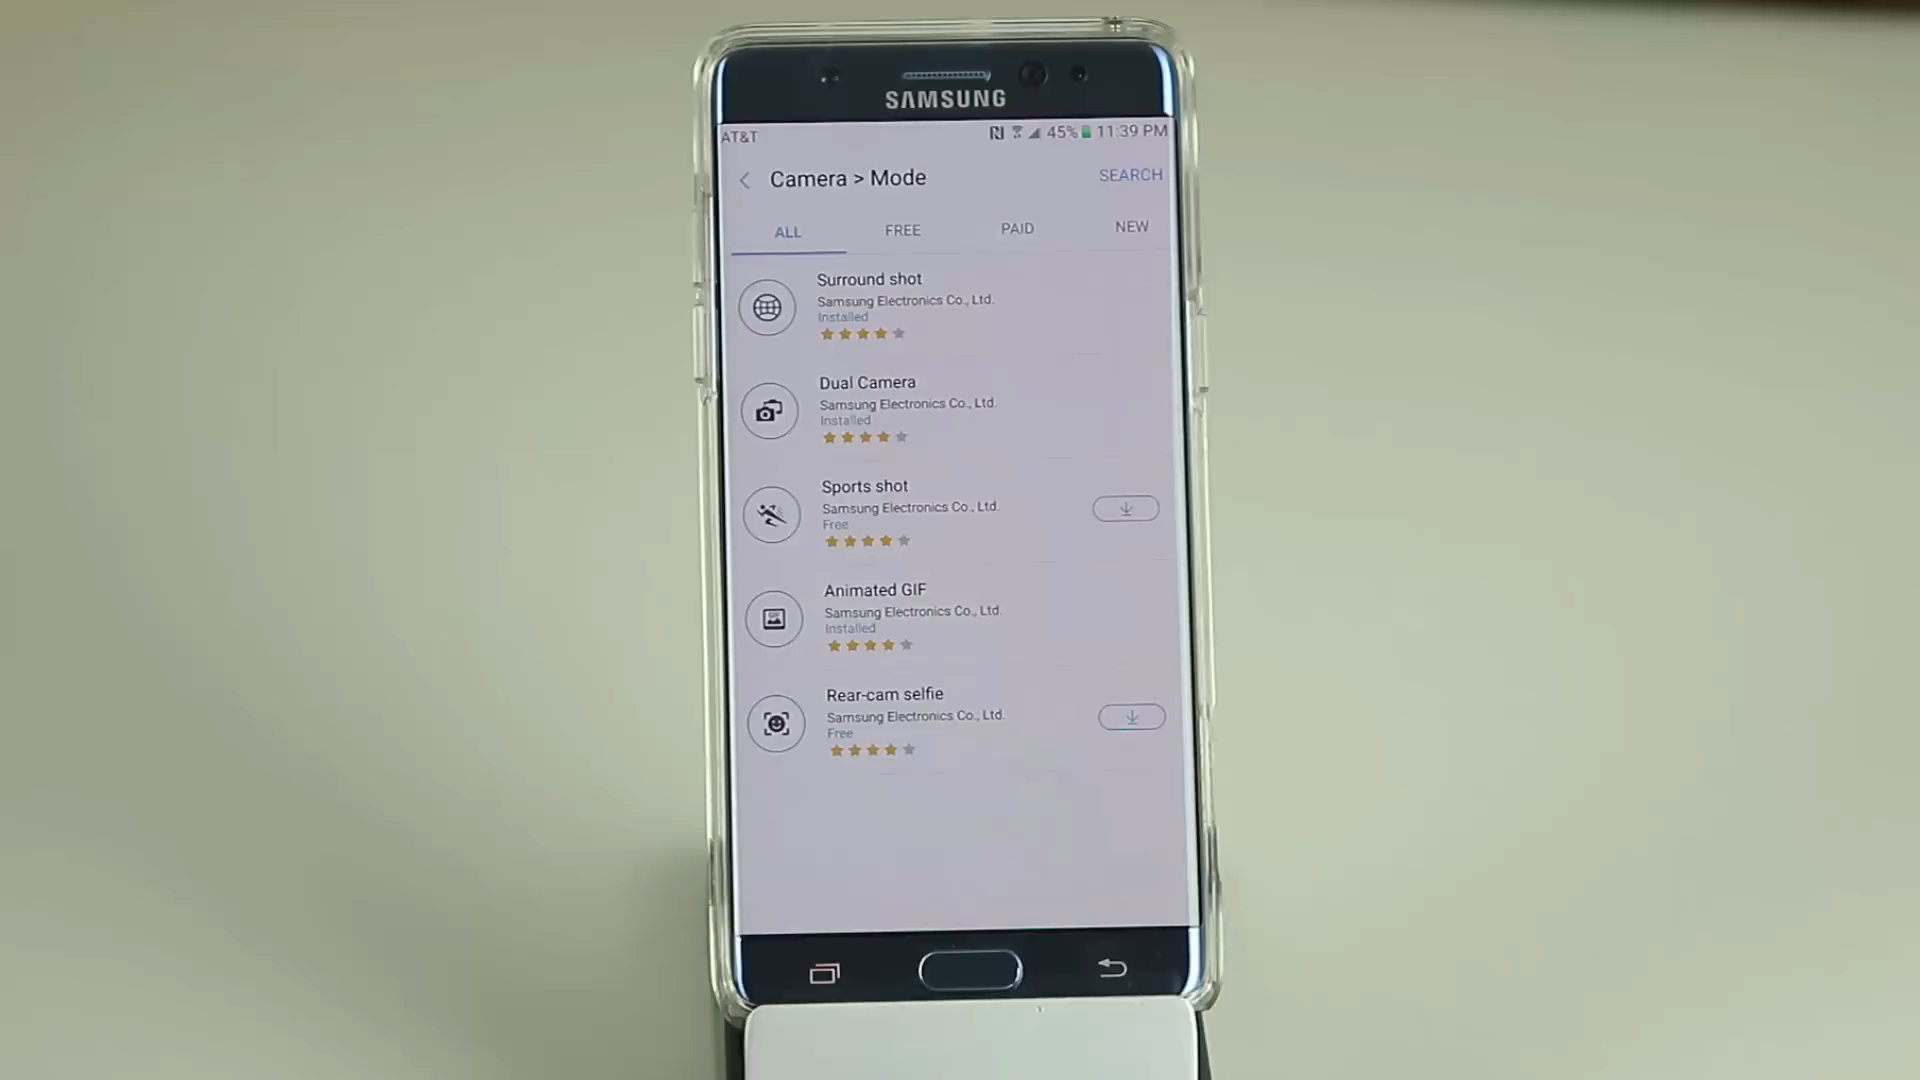 SAMSUNG
AT&T 45% 11:39 PM
Camera > Mode SEARCH
ALL FREE PAID NEW
Surround shot
Samsung Electronics Co., Ltd.
Installed
Dual Camera
Samsung Electronics Co., Ltd.
Installed
Sports shot
Samsung Electronics Co., Ltd.
Free
Animated GIF
Samsung Electronics Co., Ltd.
Installed
Rear-cam selfie
Samsung Electronics Co., Ltd.
Free